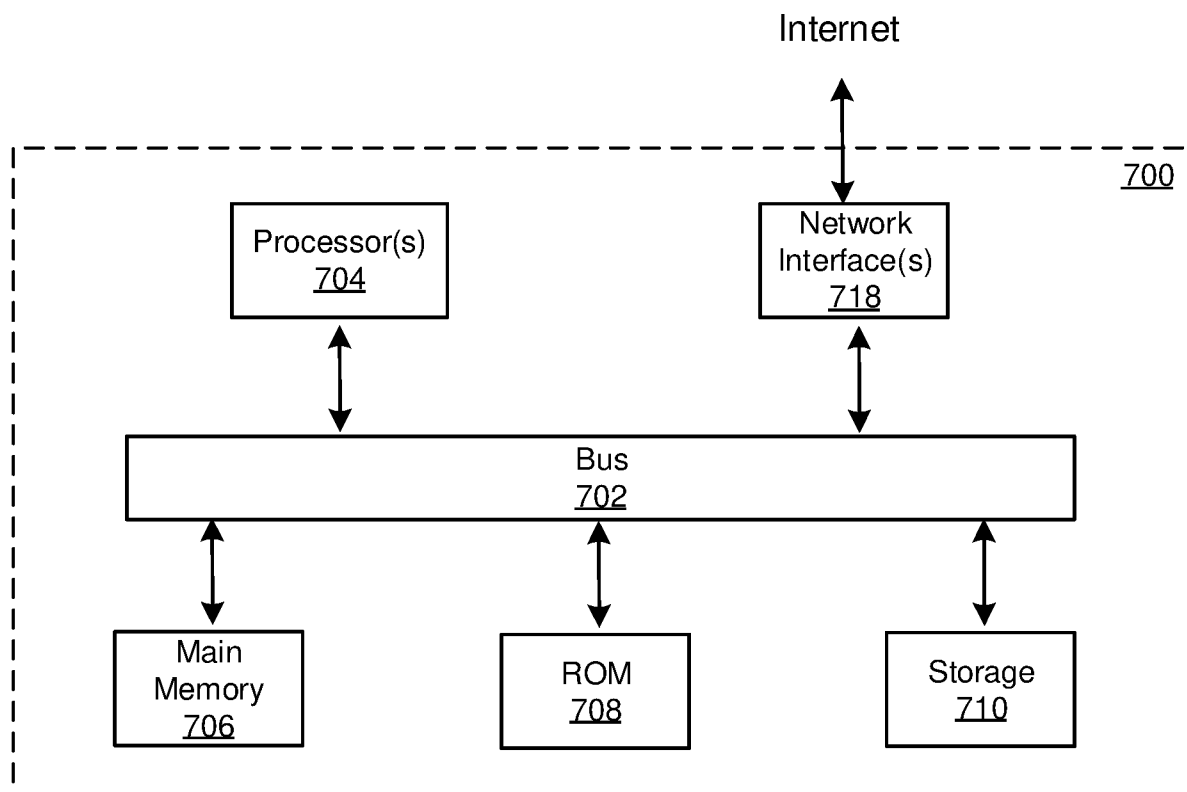 Internet
700
Processor(s)
704
Network
Interface(s)
718
Bus
702
Main
Memory
706
ROM
708
Storage
710